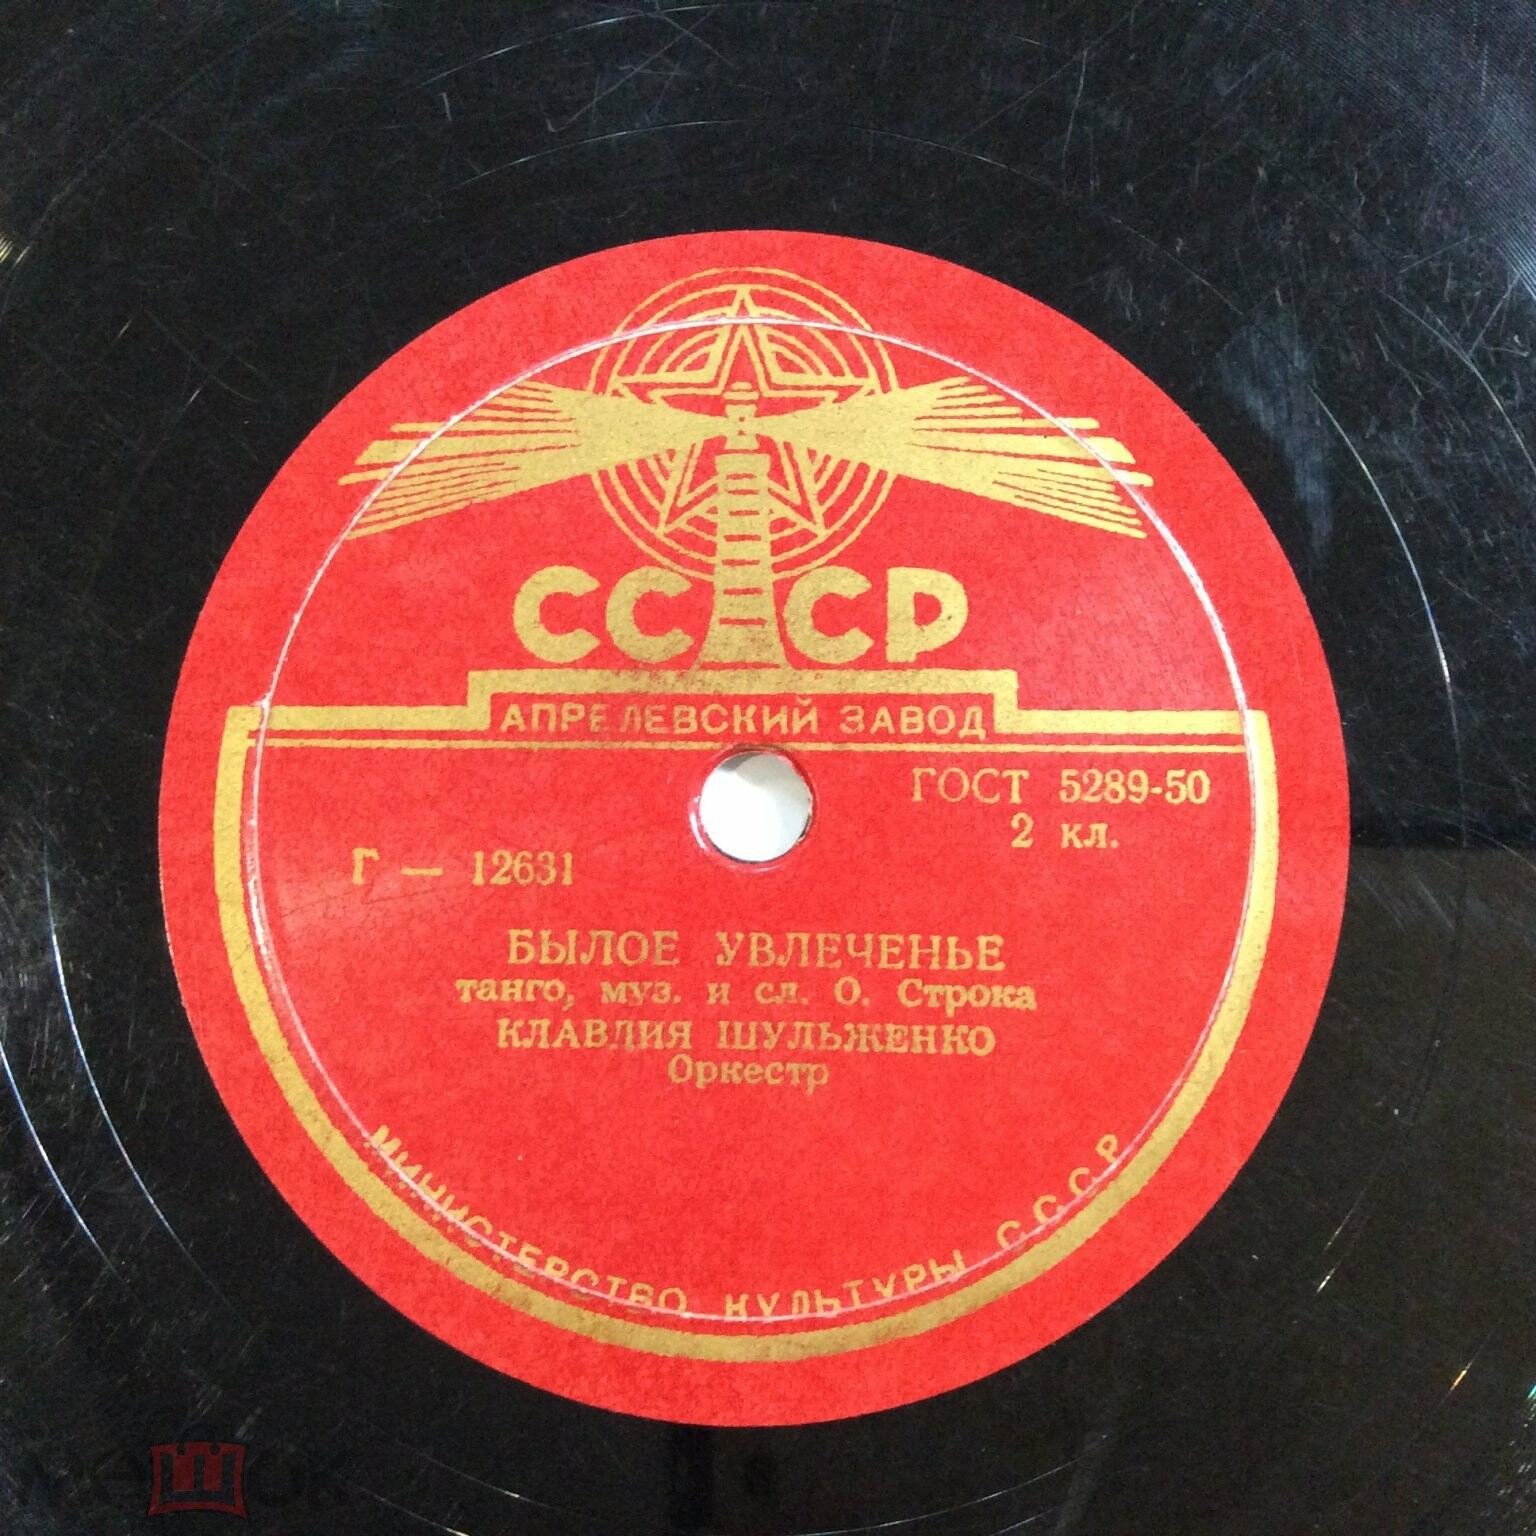 СССР
АПРЕЛЕВСКИЙ ЗАВОД
ГОСТ 5289-50
2 кл.
Г — 12631
БЫЛОЕ УВЛЕЧЕНЬЕ
танго, муз. и сл. О. Строка
КЛАВДИЯ ШУЛЬЖЕНКО
Оркестр
МИНИСТЕРСТВО КУЛЬТУРЫ СССР
мешок